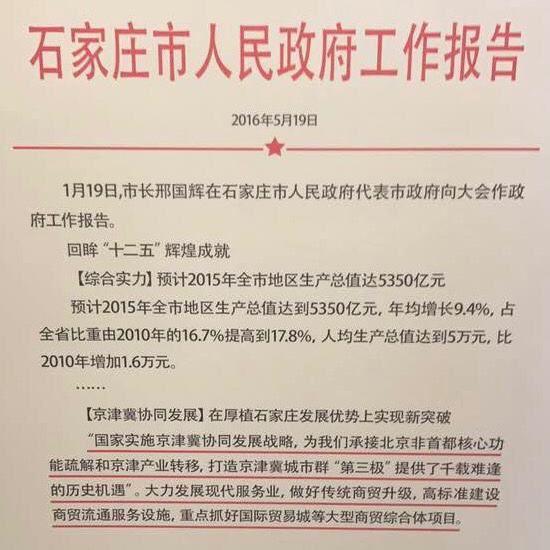 石家庄市人民政府工作报告
2016年5月19日
1月19日,市长邢国辉在石家庄市人民政府代表市政府向大会作政
府工作报告。
回眸“十二五”辉煌成就
【综合实力】预计2015年全市地区生产总值达5350亿元
预计2015年全市地区生产总值达到5350亿元, 年均增长9.4%, 占
全省比重由2010年的16.7%提高到17.8%, 人均生产总值达到5万元, 比
2010年增加1.6万元。
……
【京津冀协同发展】在厚植石家庄发展优势上实现新突破
“国家实施京津冀协同发展战略, 为我们承接北京非首都核心功
能疏解和京津产业转移, 打造京津冀城市群“第三极”提供了千载难逢
的历史机遇”。大力发展现代服务业, 做好传统商贸升级, 高标准建设
商贸流通服务设施, 重点抓好国际贸易城等大型商贸综合体项目。